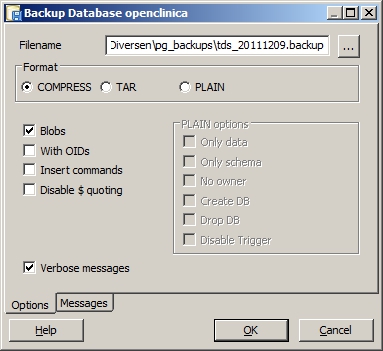 Backup Database openclinica
Filename
Diversen\pg_backups\tds_20111209.backup
...
Format
COMPRESS TAR PLAIN
Blobs
With OIDs
Insert commands
Disable $ quoting
PLAIN options
Only data
Only schema
No owner
Create DB
Drop DB
Disable Trigger
Verbose messages
Options Messages
Help OK Cancel